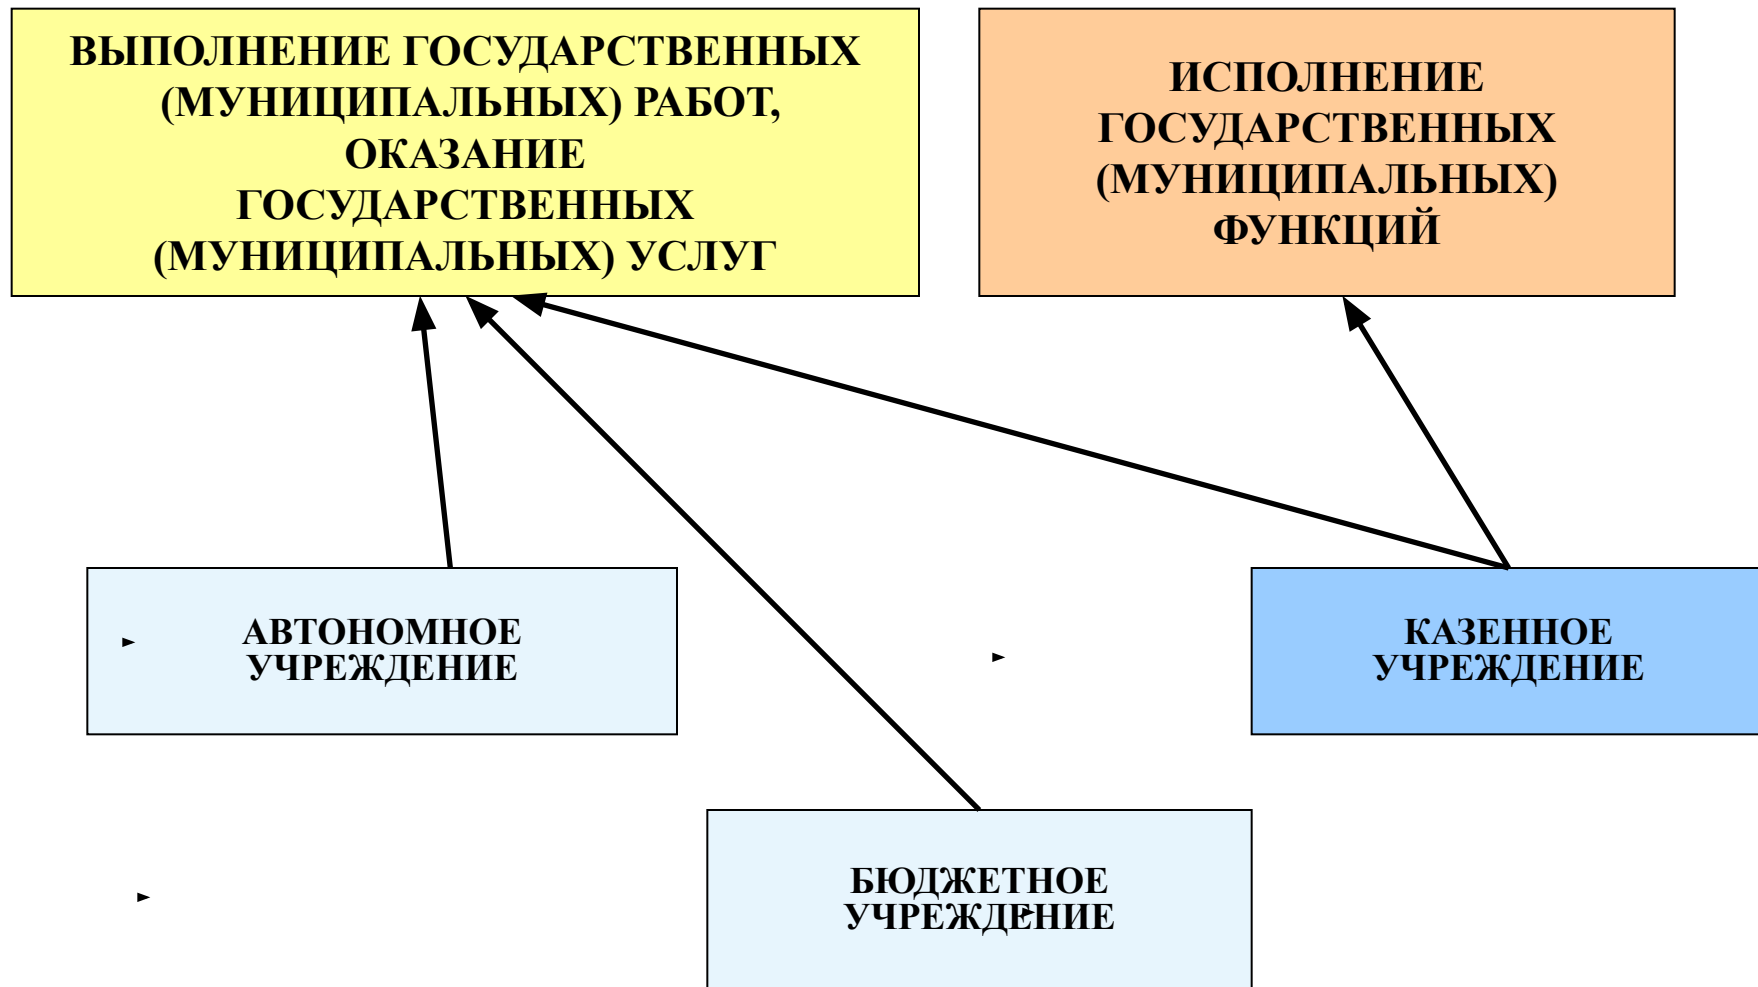 ВЫПОЛНЕНИЕ ГОСУДАРСТВЕННЫХ
(МУНИЦИПАЛЬНЫХ) РАБОТ,
ОКАЗАНИЕ
ГОСУДАРСТВЕННЫХ
(МУНИЦИПАЛЬНЫХ) УСЛУГ
ИСПОЛНЕНИЕ
ГОСУДАРСТВЕННЫХ
(МУНИЦИПАЛЬНЫХ)
ФУНКЦИЙ
АВТОНОМНОЕ
УЧРЕЖДЕНИЕ
КАЗЕННОЕ
УЧРЕЖДЕНИЕ
БЮДЖЕТНОЕ
УЧРЕЖДЕНИЕ